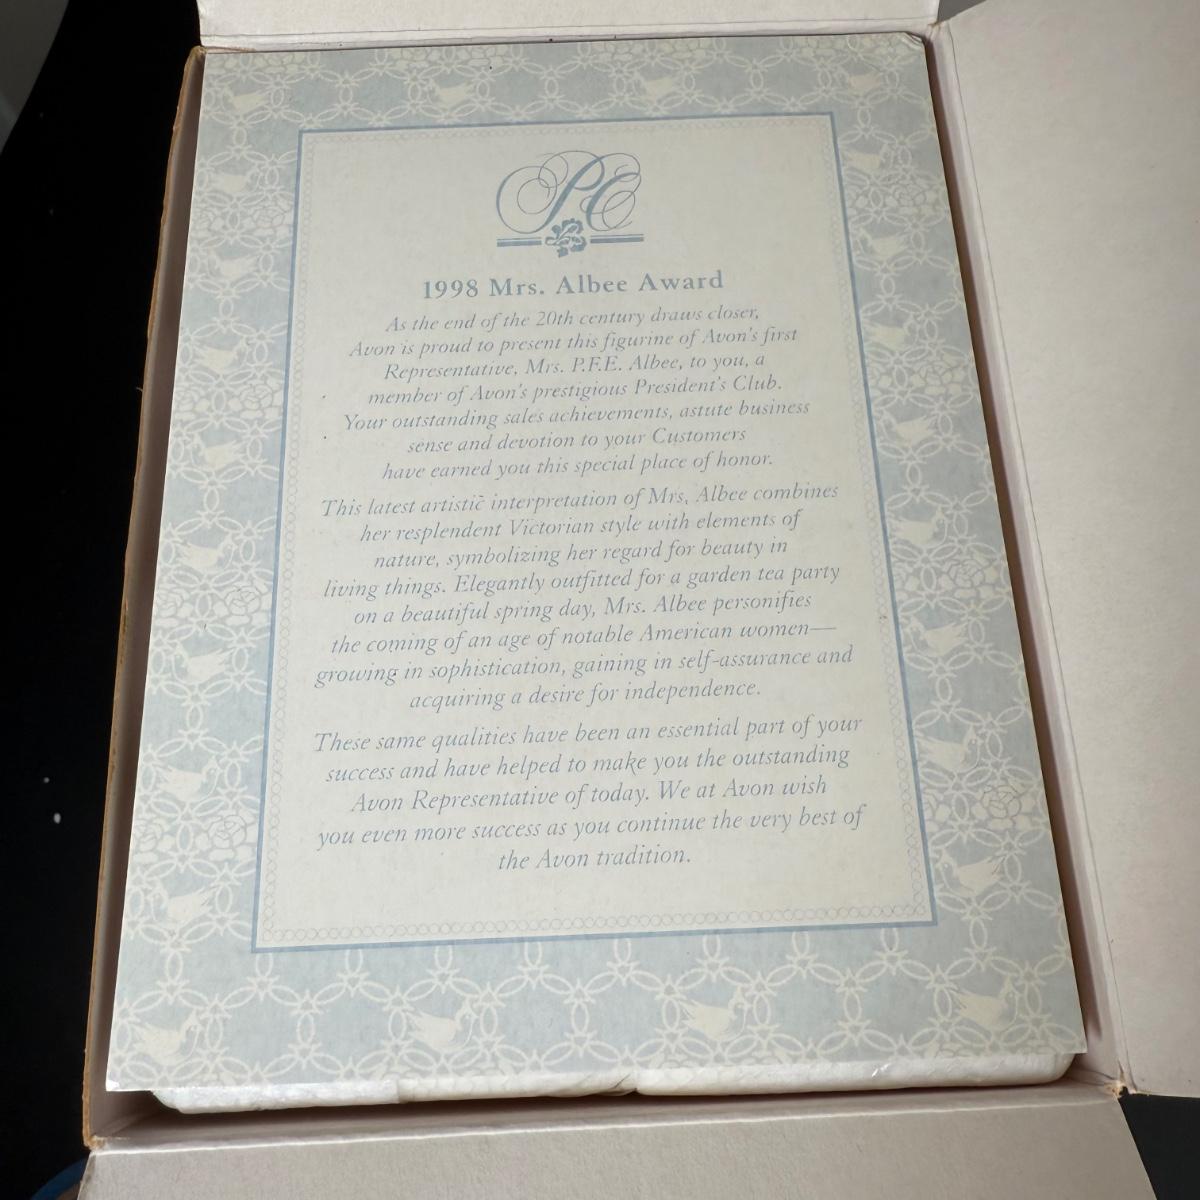 PE
1998 Mrs. Albee Award
As the end of the 20th century draws closer,
Avon is proud to present this figurine of Avon's first
Representative, Mrs. P.F.E. Albee, to you, a
member of Avon's prestigious President's Club.
Your outstanding sales achievements, astute business
sense and devotion to your Customers
have earned you this special place of honor.
This latest artistic interpretation of Mrs. Albee combines
her resplendent Victorian style with elements of
nature, symbolizing her regard for beauty in
living things. Elegantly outfitted for a garden tea party
on a beautiful spring day, Mrs. Albee personifies
the coming of an age of notable American women—
growing in sophistication, gaining in self-assurance and
acquiring a desire for independence.
These same qualities have been an essential part of your
success and have helped to make you the outstanding
Avon Representative of today. We at Avon wish
you even more success as you continue the very best of
the Avon tradition.